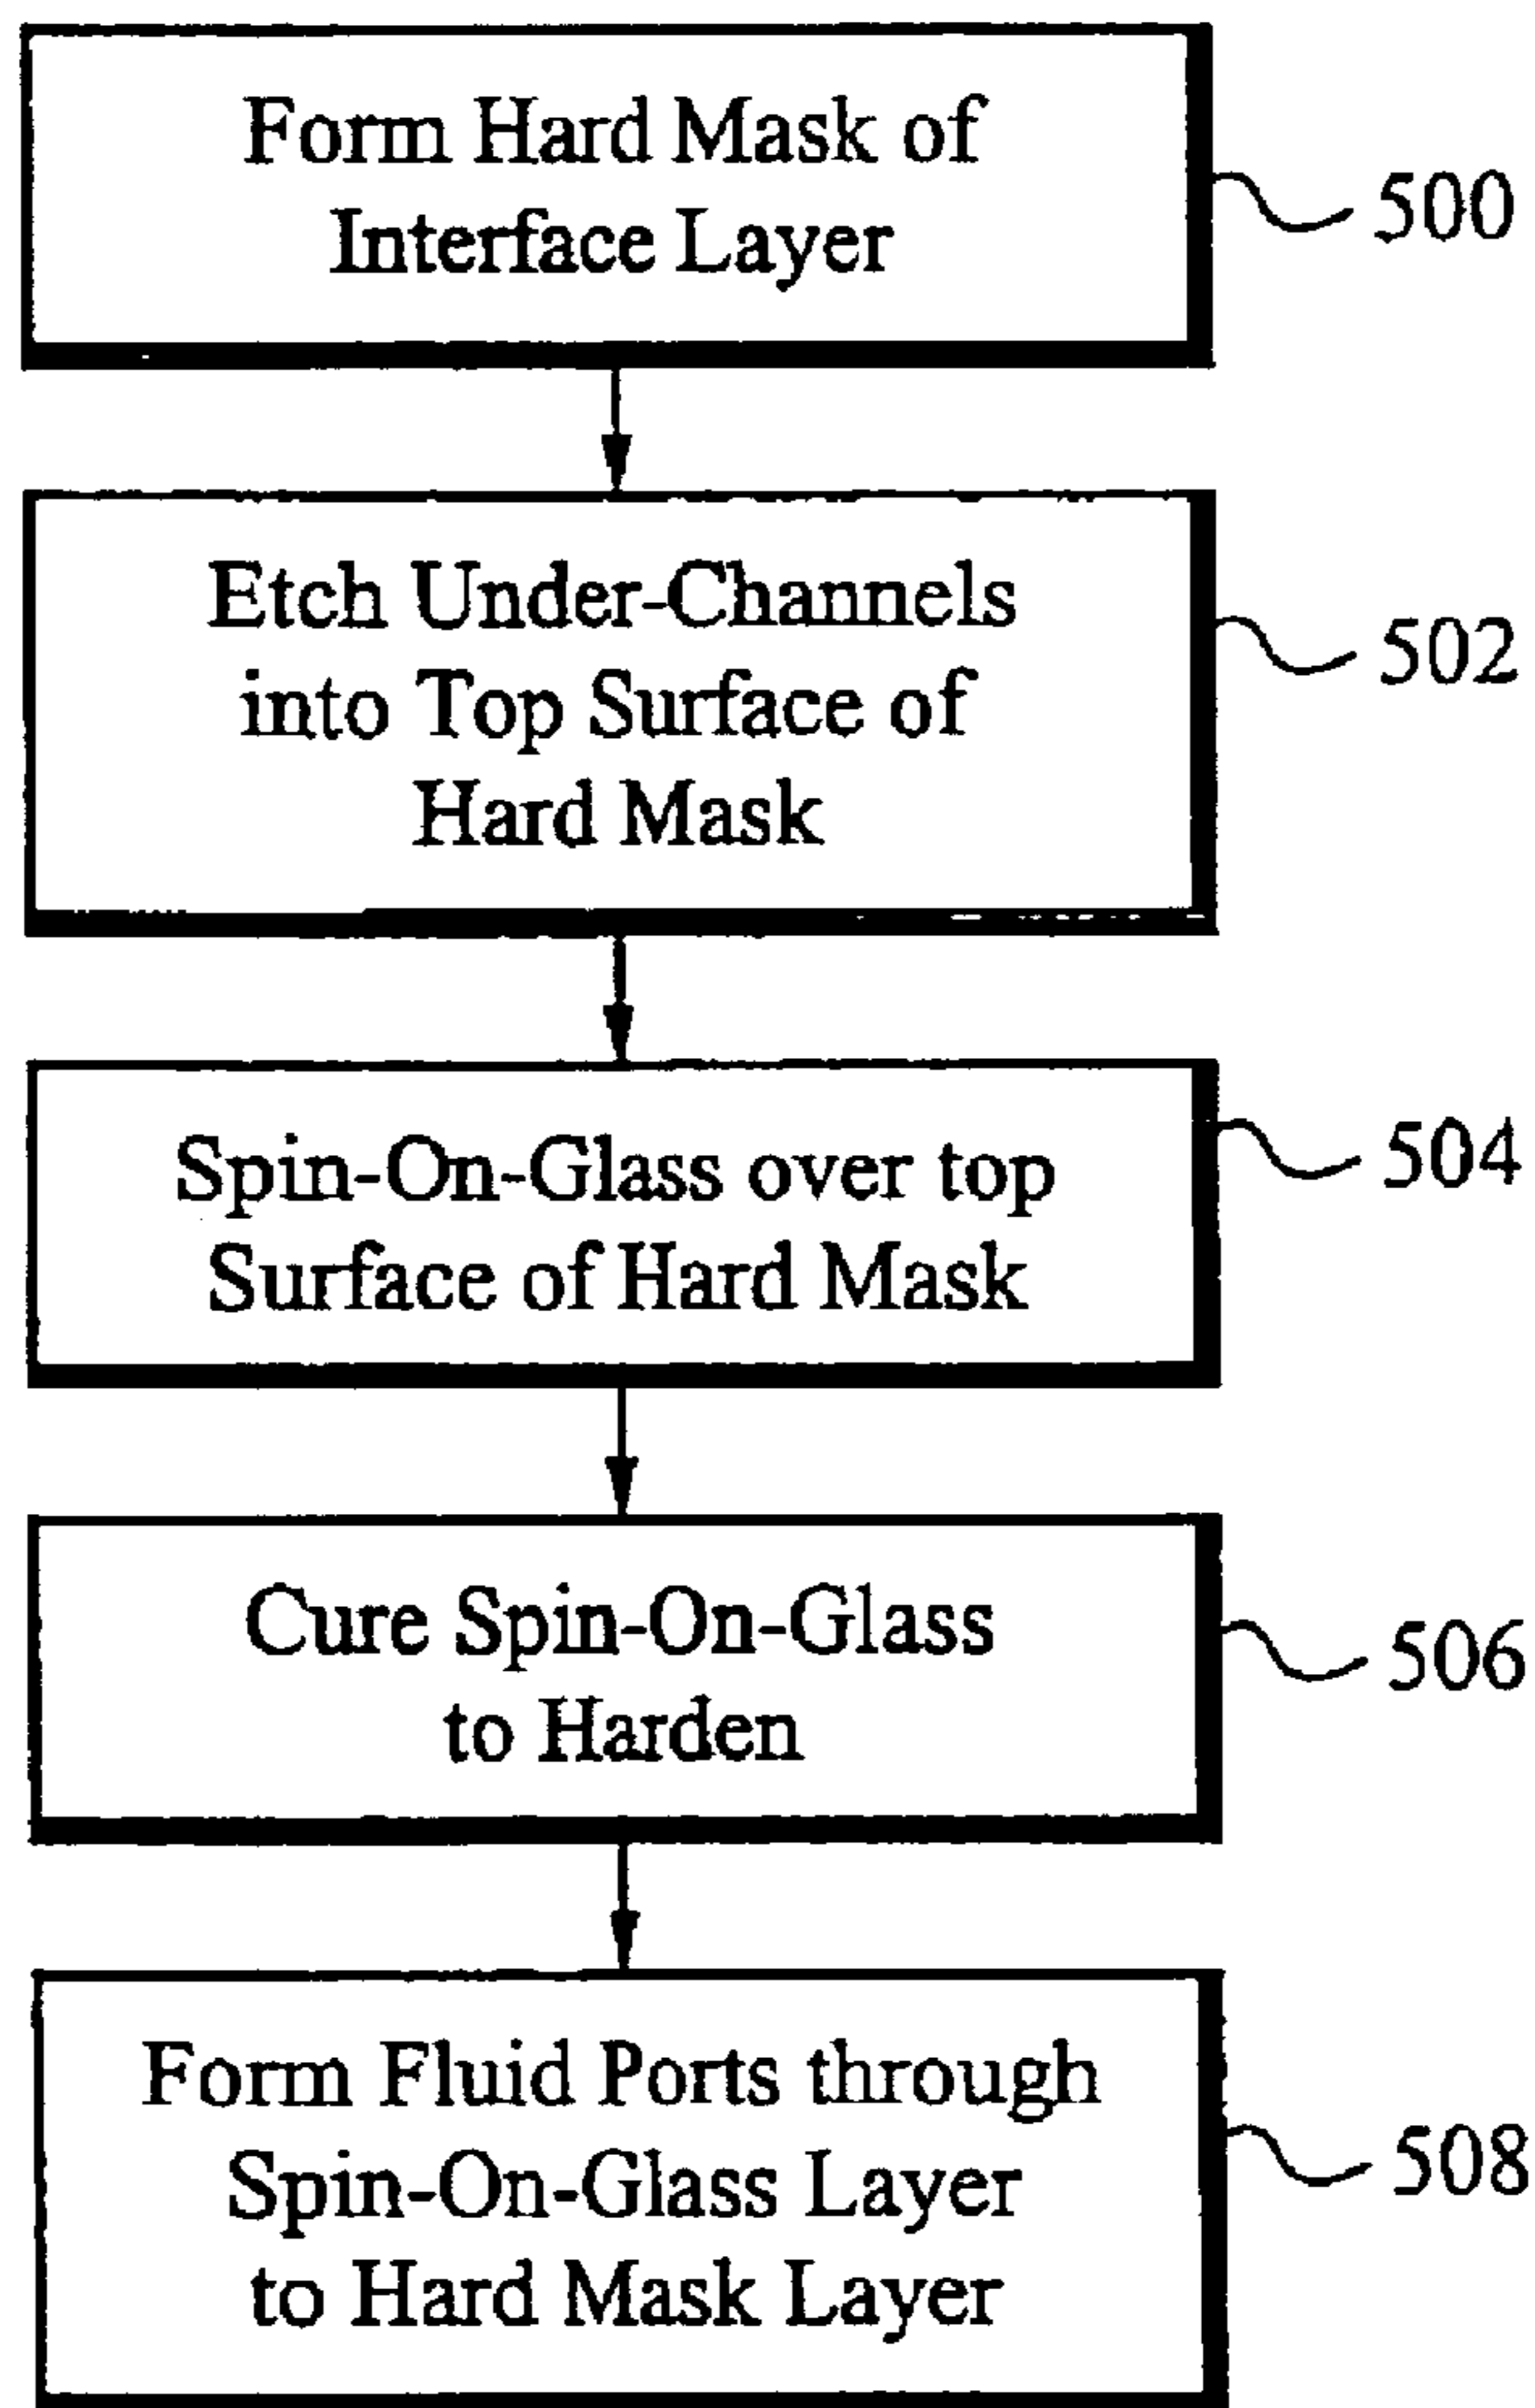 Form Hard Mask of
Interface Layer
500
Etch Under-Channels
into Top Surface of
Hard Mask
502
Spin-On-Glass over top
Surface of Hard Mask
504
Cure Spin-On-Glass
to Harden
506
Form Fluid Ports through
Spin-On-Glass Layer
to Hard Mask Layer
508